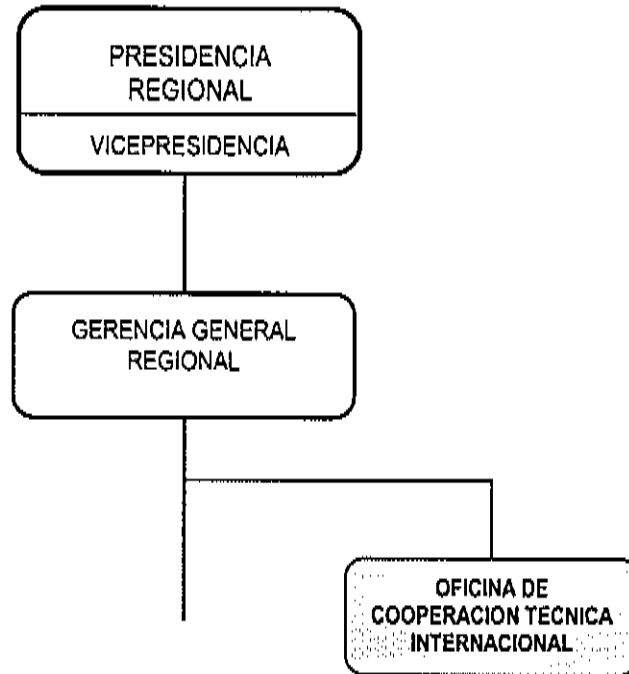 PRESIDENCIA
REGIONAL
VICEPRESIDENCIA
GERENCIA GENERAL
REGIONAL
OFICINA DE
COOPERACION TECNICA
INTERNACIONAL